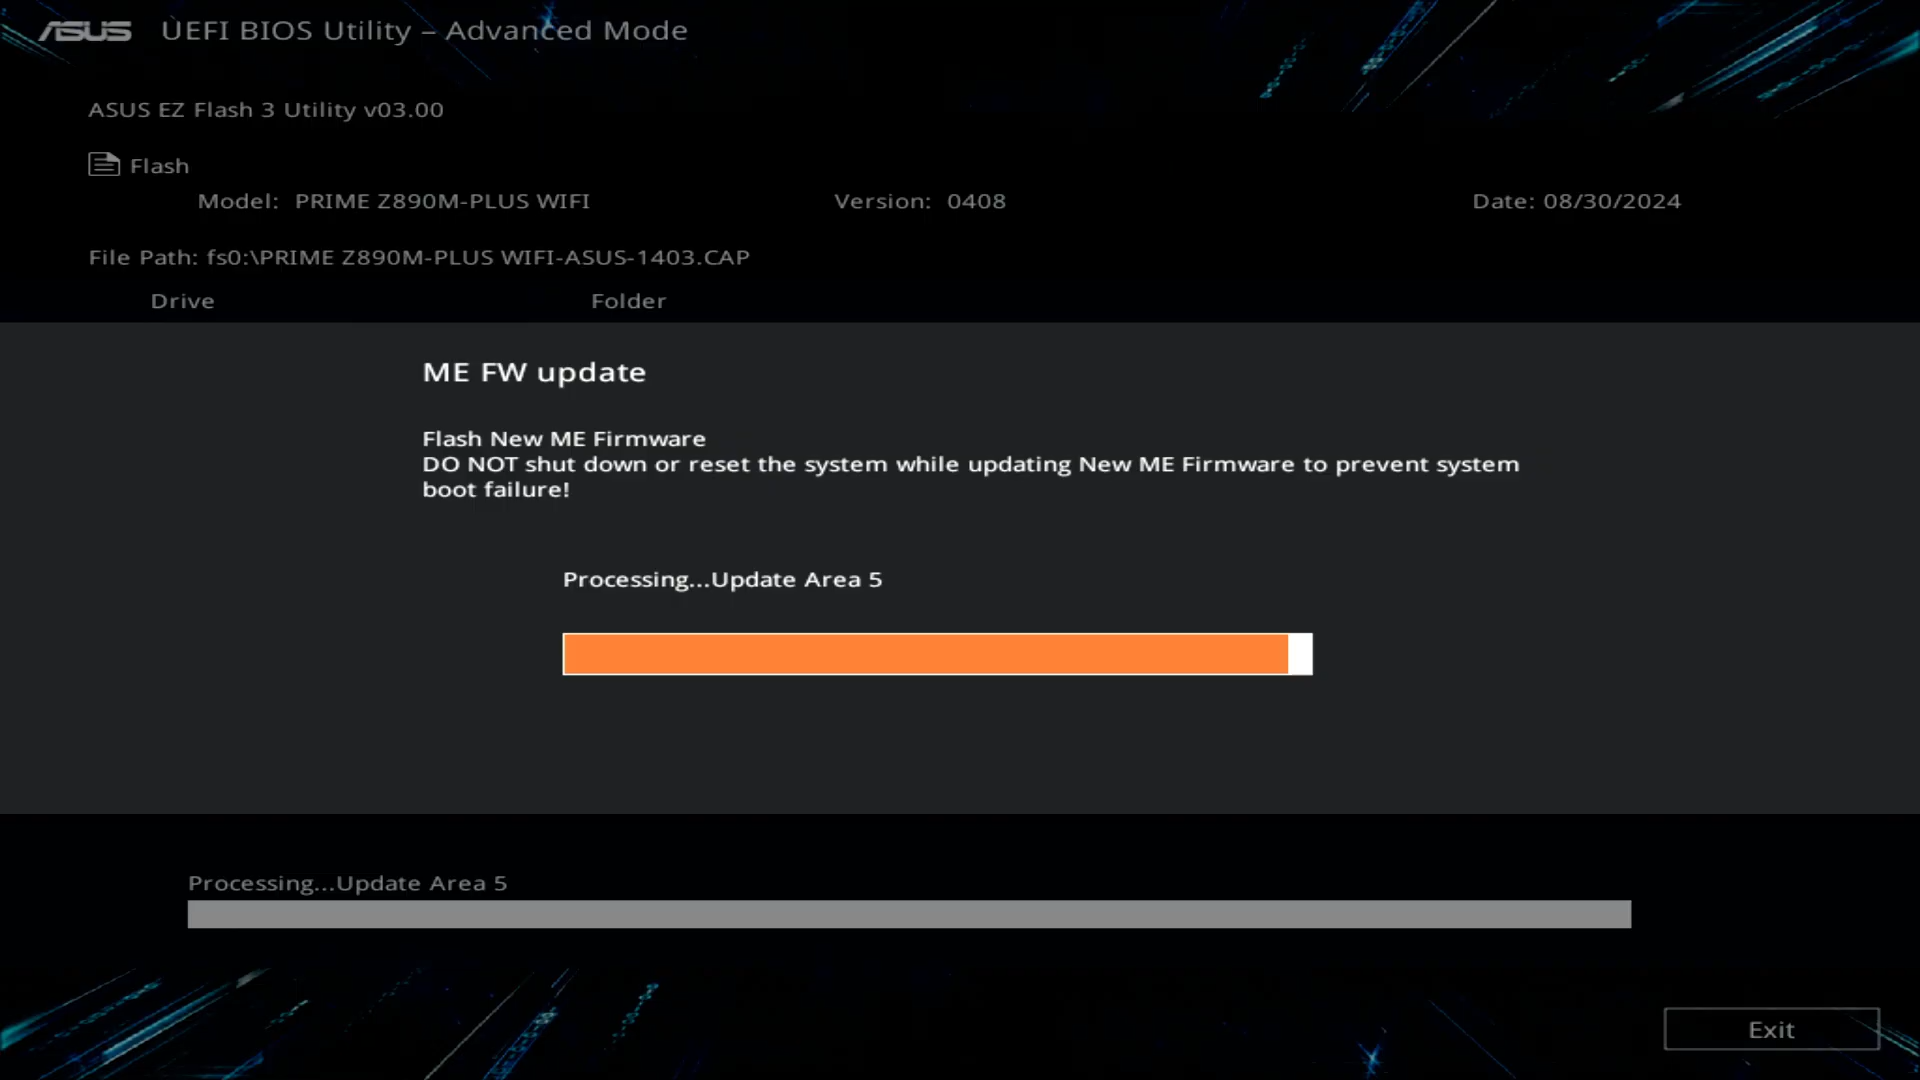 ASUS UEFI BIOS Utility – Advanced Mode
ASUS EZ Flash 3 Utility v03.00
Flash
Model: PRIME Z890M-PLUS WIFI Version: 0408 Date: 08/30/2024
File Path: fs0:\PRIME Z890M-PLUS WIFI-ASUS-1403.CAP
Drive Folder
ME FW update
Flash New ME Firmware
DO NOT shut down or reset the system while updating New ME Firmware to prevent system
boot failure!
Processing...Update Area 5
Processing...Update Area 5
Exit